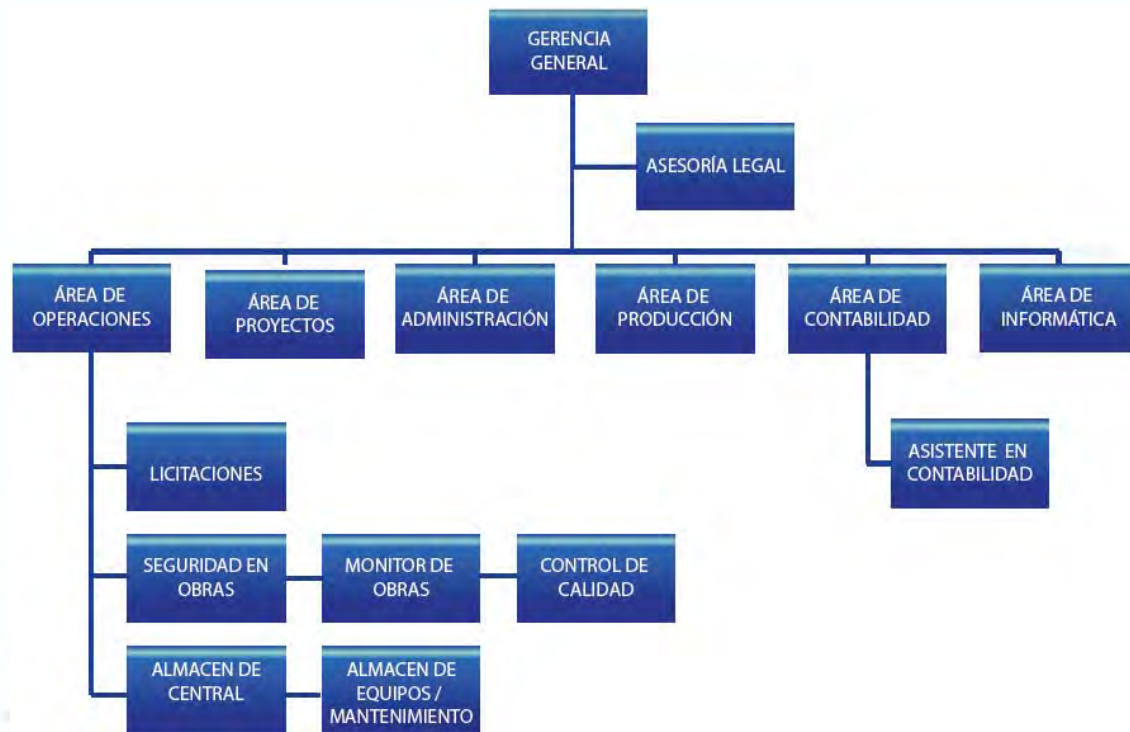 GERENCIA
GENERAL
ASESORÍA LEGAL
ÁREA DE
OPERACIONES
ÁREA DE
PROYECTOS
ÁREA DE
ADMINISTRACIÓN
ÁREA DE
PRODUCCIÓN
ÁREA DE
CONTABILIDAD
ÁREA DE
INFORMÁTICA
LICITACIONES
ASISTENTE EN
CONTABILIDAD
SEGURIDAD EN
OBRAS
MONITOR DE
OBRAS
CONTROL DE
CALIDAD
ALMACEN DE
CENTRAL
ALMACEN DE
EQUIPOS /
MANTENIMIENTO